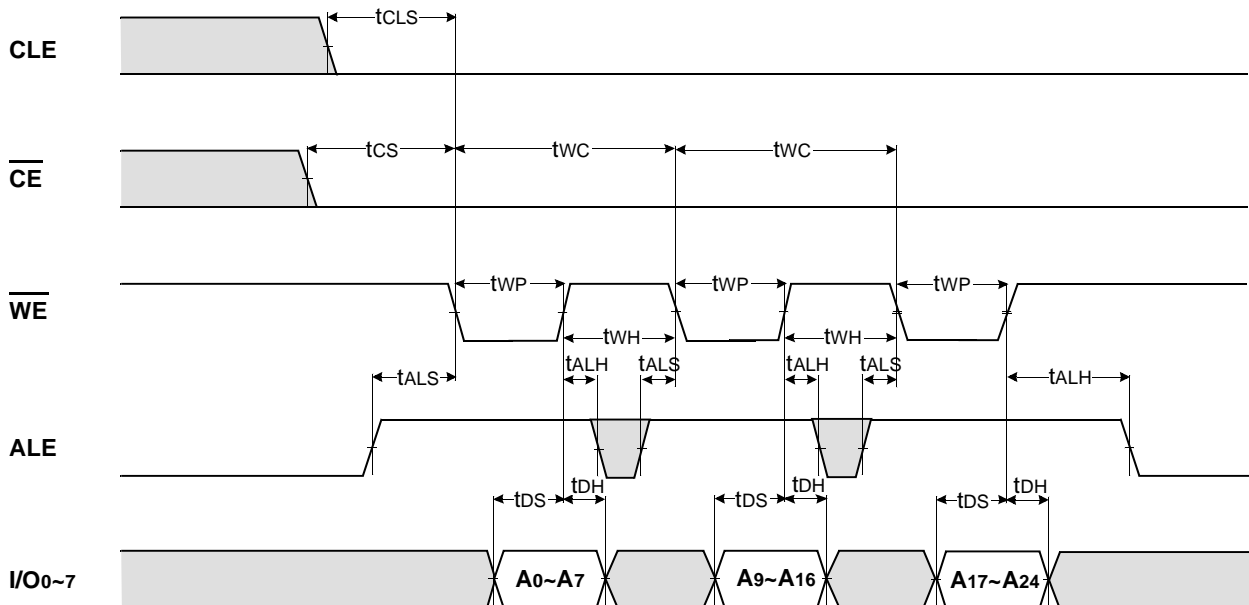 CLE
tCLS
CE
tCS
tWC
tWC
WE
tWP
tWP
tWP
tWH
tWH
tALS
tALH
tALS
tALH
tALS
tALH
ALE
tDS
tDH
tDS
tDH
tDS
tDH
I/O0~7
A0~A7
A9~A16
A17~A24